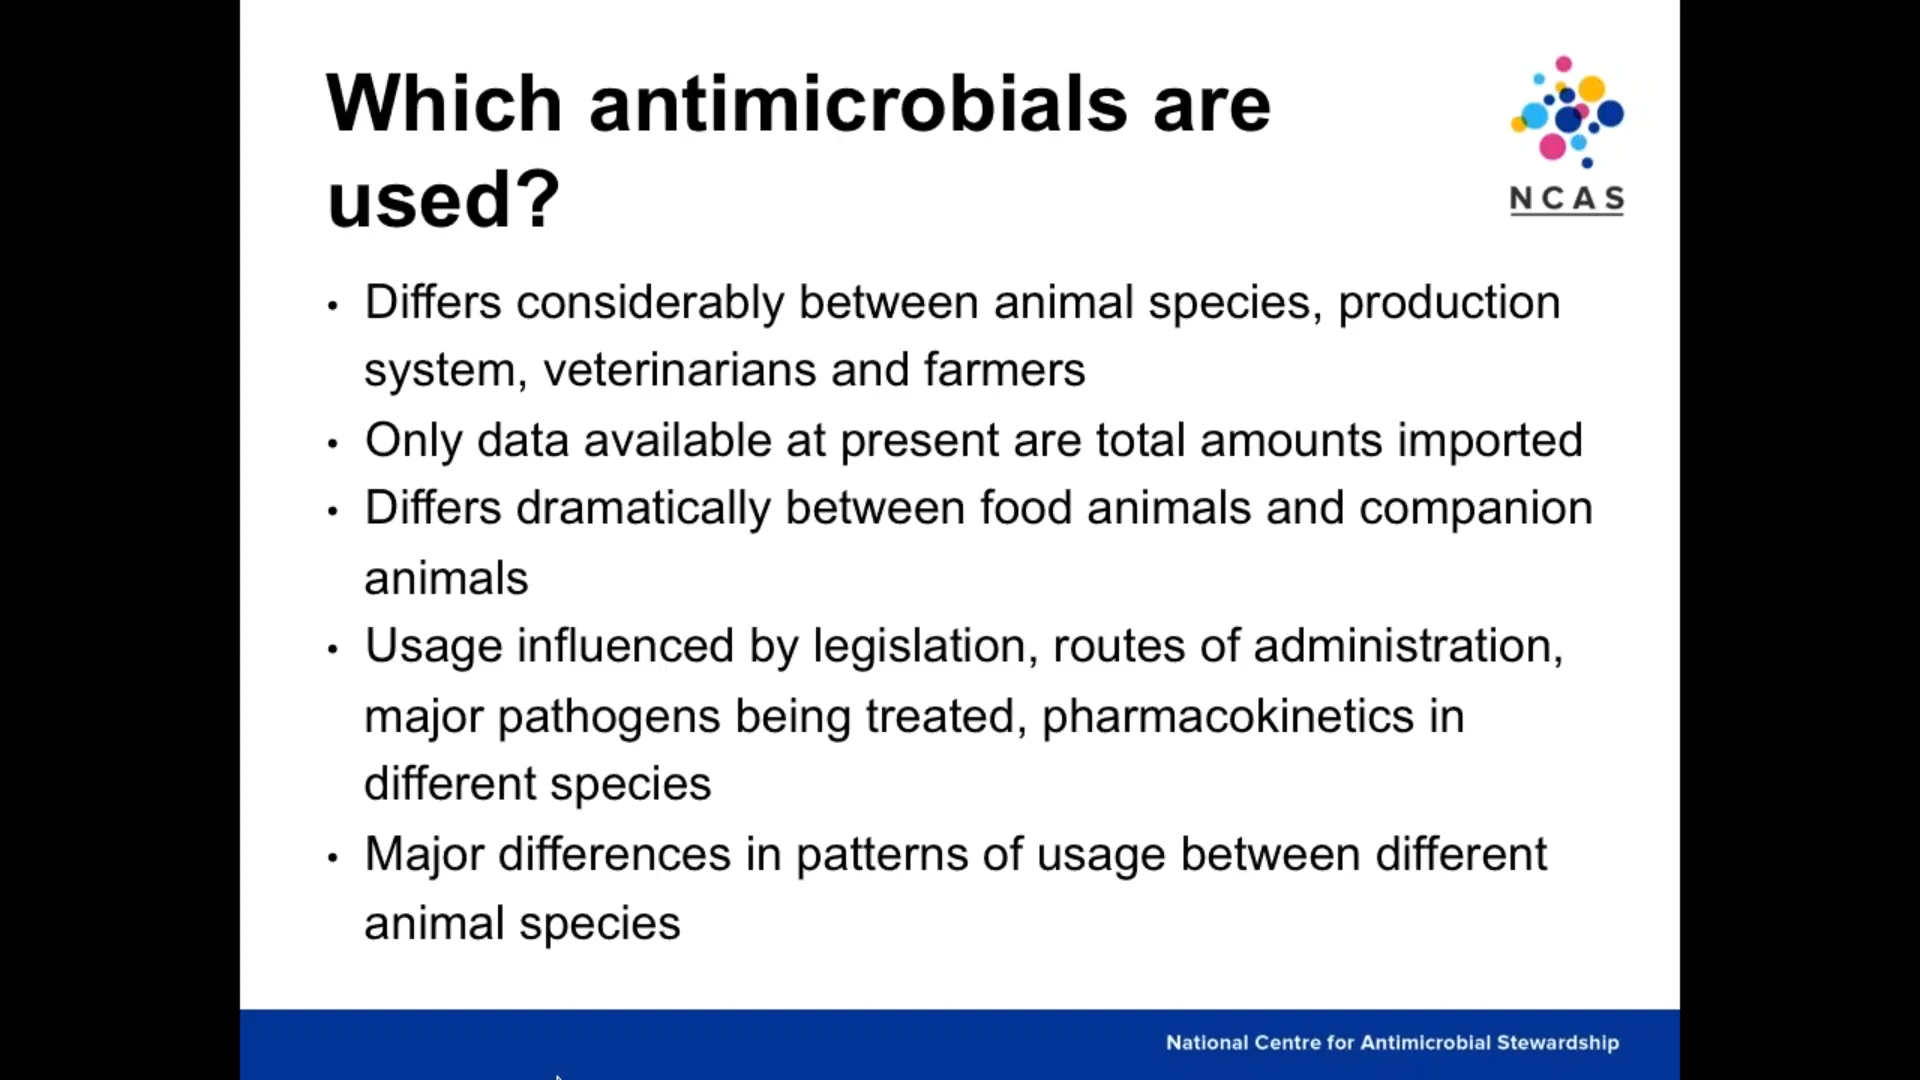 Which antimicrobials are
used?
NCAS
• Differs considerably between animal species, production
system, veterinarians and farmers
• Only data available at present are total amounts imported
• Differs dramatically between food animals and companion
animals
• Usage influenced by legislation, routes of administration,
major pathogens being treated, pharmacokinetics in
different species
• Major differences in patterns of usage between different
animal species
National Centre for Antimicrobial Stewardship